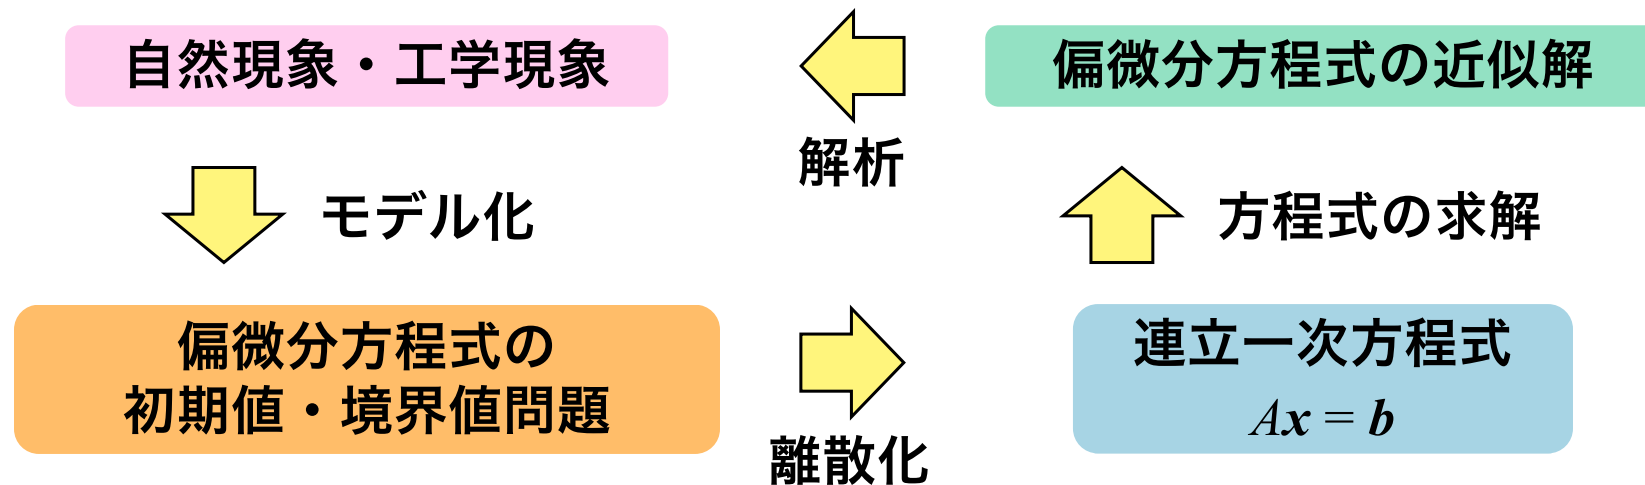 自然現象・工学現象
偏微分方程式の近似解
解析
モデル化
方程式の求解
偏微分方程式の
初期値・境界値問題
離散化
連立一次方程式
Ax = b